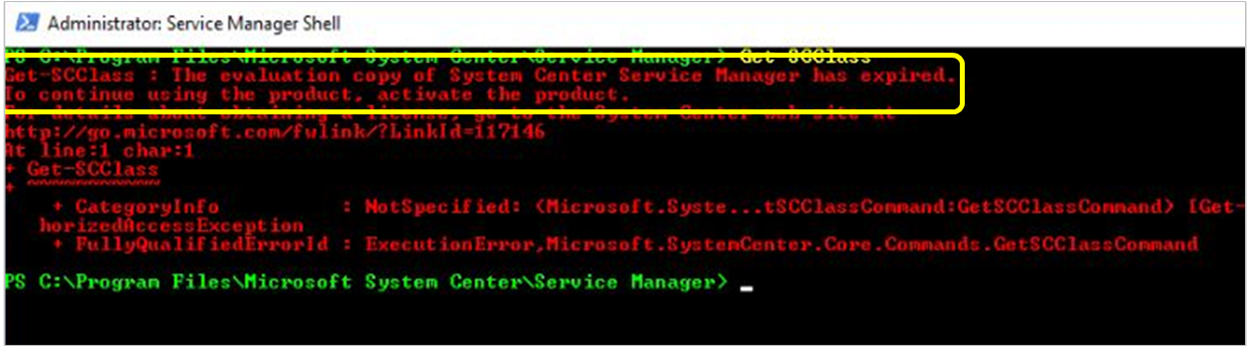 Administrator: Service Manager Shell
PS C:\Program Files\Microsoft System Center\Service Manager> Get-SCClass
Get-SCClass : The evaluation copy of System Center Service Manager has expired.
To continue using the product, activate the product.
For details about obtaining a license, go to the System Center web site at
http://go.microsoft.com/fwlink/?LinkId=117146
At line:1 char:1
+ Get-SCClass
+ ~~~~~~~~~~~
+ CategoryInfo : NotSpecified: (Microsoft.Syste...tSCClassCommand:GetSCClassCommand) [Get-
horizedAccessException
+ FullyQualifiedErrorId : ExecutionError,Microsoft.SystemCenter.Core.Commands.GetSCClassCommand
PS C:\Program Files\Microsoft System Center\Service Manager>